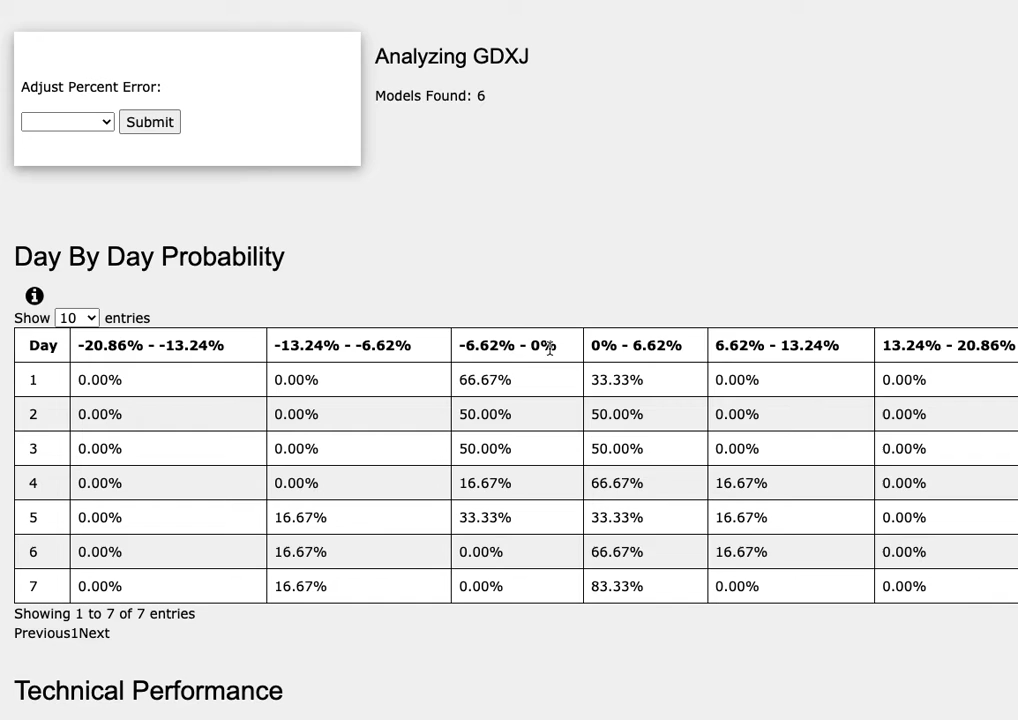 Analyzing GDXJ
Adjust Percent Error:
Models Found: 6
Submit
Day By Day Probability
Show 10 entries
Day -20.86% - -13.24% -13.24% - -6.62% -6.62% - 0% 0% - 6.62% 6.62% - 13.24% 13.24% - 20.86%
1 0.00% 0.00% 66.67% 33.33% 0.00% 0.00%
2 0.00% 0.00% 50.00% 50.00% 0.00% 0.00%
3 0.00% 0.00% 50.00% 50.00% 0.00% 0.00%
4 0.00% 0.00% 16.67% 66.67% 16.67% 0.00%
5 0.00% 16.67% 33.33% 33.33% 16.67% 0.00%
6 0.00% 16.67% 0.00% 66.67% 16.67% 0.00%
7 0.00% 16.67% 0.00% 83.33% 0.00% 0.00%
Showing 1 to 7 of 7 entries
Previous1Next
Technical Performance